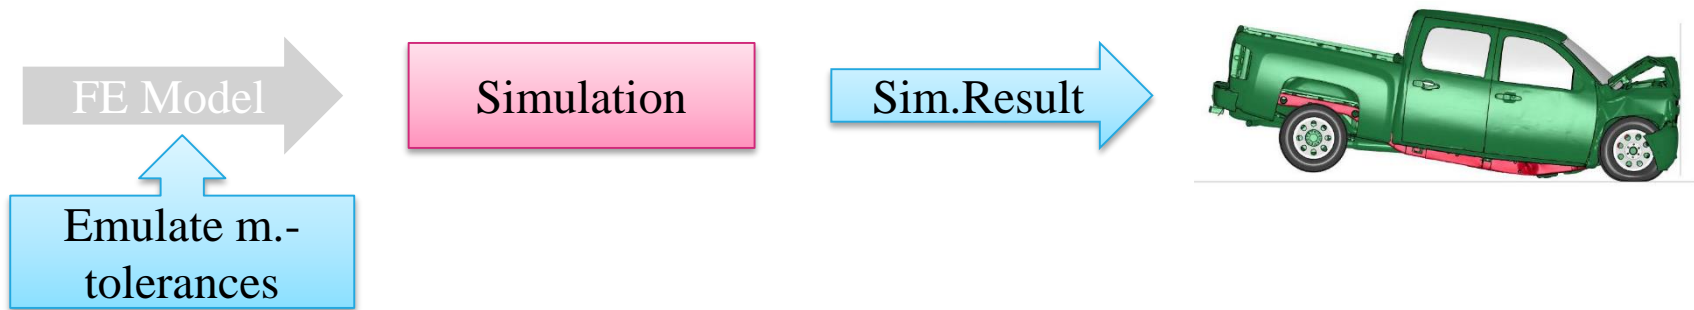 FE Model
Simulation
Sim.Result
Emulate m.-
tolerances